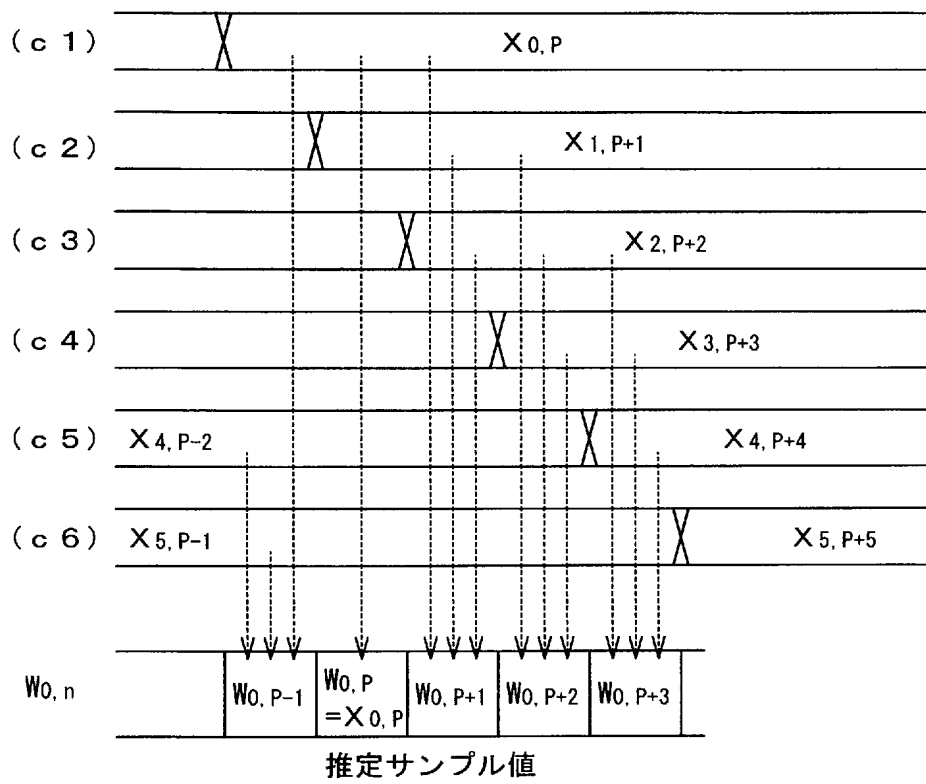 (c1) X0, P
(c2) X1, P+1
(c3) X2, P+2
(c4) X3, P+3
(c5) X4, P-2 X4, P+4
(c6) X5, P-1 X5, P+5
W0, n W0, P-1 W0, P W0, P+1 W0, P+2 W0, P+3
=X0, P
推定サンプル値